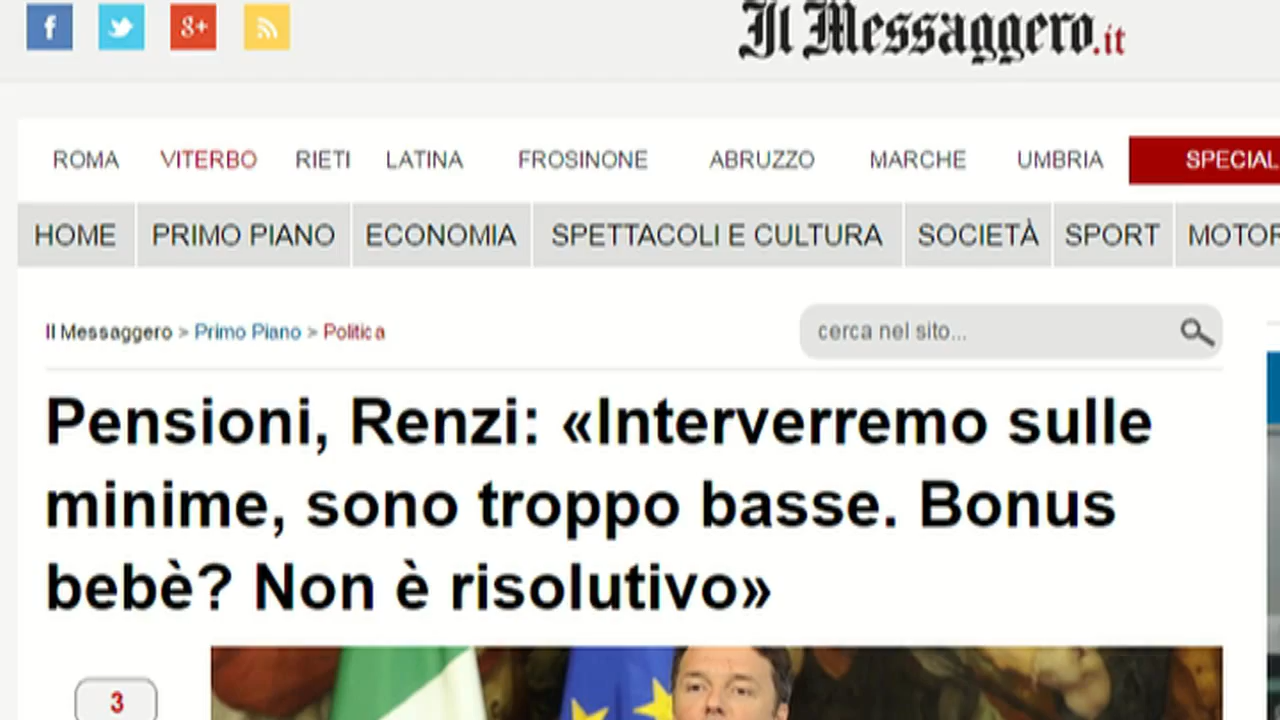 f 8+
Il Messaggero.it
ROMA VITERBO RIETI LATINA FROSINONE ABRUZZO MARCHE UMBRIA SPECIAL
HOME PRIMO PIANO ECONOMIA SPETTACOLI E CULTURA SOCIETÀ SPORT MOTOR
Il Messaggero > Primo Piano > Politica
cerca nel sito...
Pensioni, Renzi: «Interverremo sulle
minime, sono troppo basse. Bonus
bebè? Non è risolutivo»
3